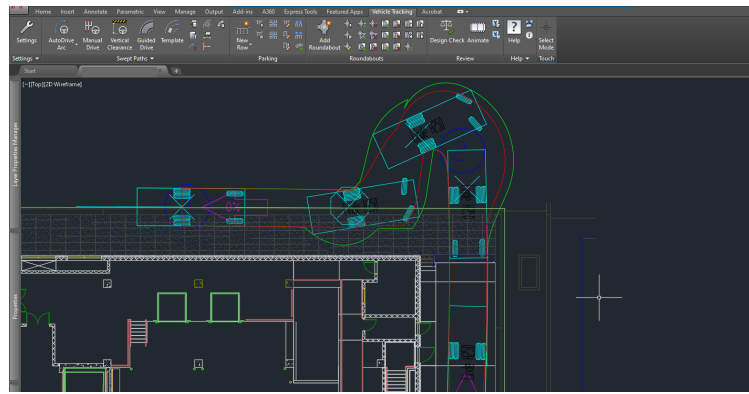 Home Insert Annotate Parametric View Manage Output Add-ins A360 Express Tools Featured Apps Vehicle Tracking Acrobat
Settings AutoDrive Arc Manual Drive Vertical Clearance Guided Drive Template New Row Add Roundabout Design Check Animate Help Select Mode
Settings Swept Paths Parking Roundabouts Review Help Touch
Start
[−][Top][2D Wireframe]
Layer Properties Manager
0%
Properties